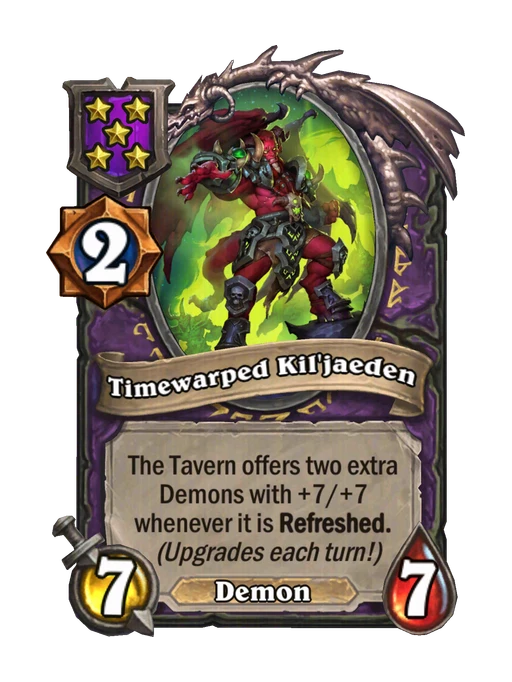 2
Timewarped Kil'jaeden
The Tavern offers two extra
Demons with +7/+7
whenever it is Refreshed.
(Upgrades each turn!)
7
Demon
7